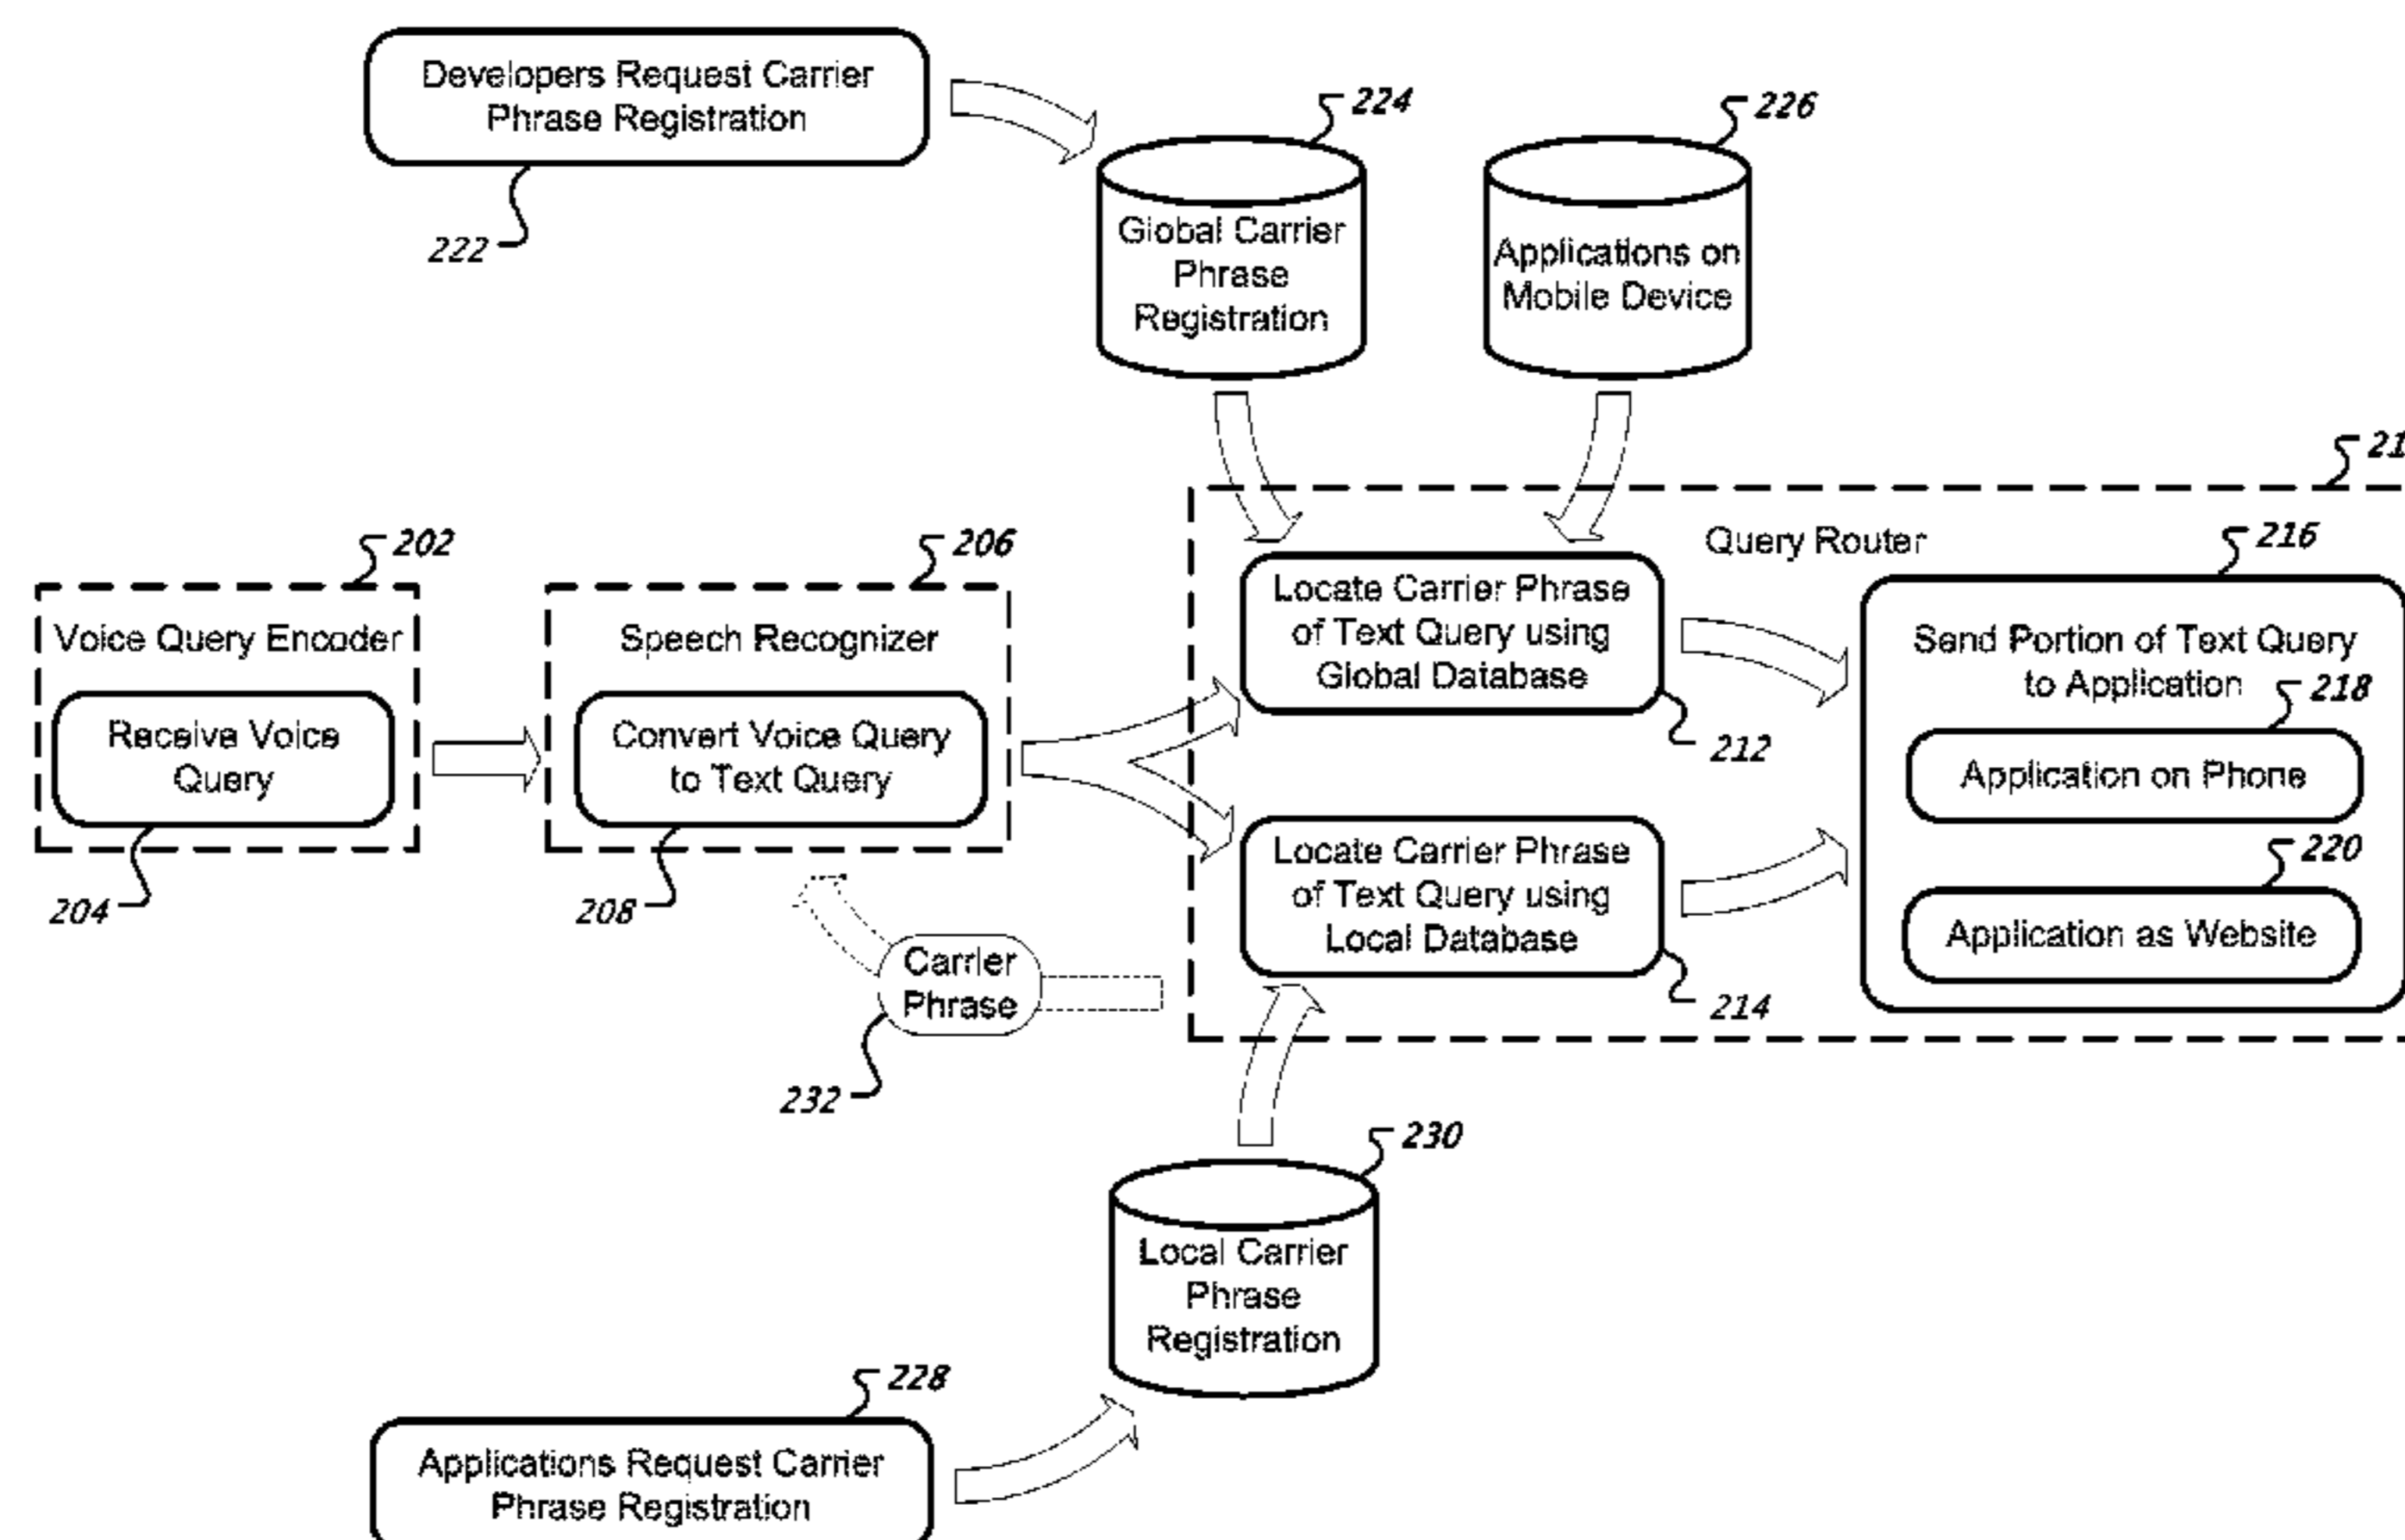 Developers Request Carrier
Phrase Registration
222
224
226
Global Carrier
Phrase
Registration
Applications on
Mobile Device
21
202
206
Query Router
216
Voice Query Encoder
Speech Recognizer
Receive Voice
Query
Convert Voice Query
to Text Query
204
208
Locate Carrier Phrase
of Text Query using
Global Database
212
Locate Carrier Phrase
of Text Query using
Local Database
214
Send Portion of Text Query
to Application
218
Application on Phone
220
Application as Website
Carrier
Phrase
232
230
Local Carrier
Phrase
Registration
228
Applications Request Carrier
Phrase Registration